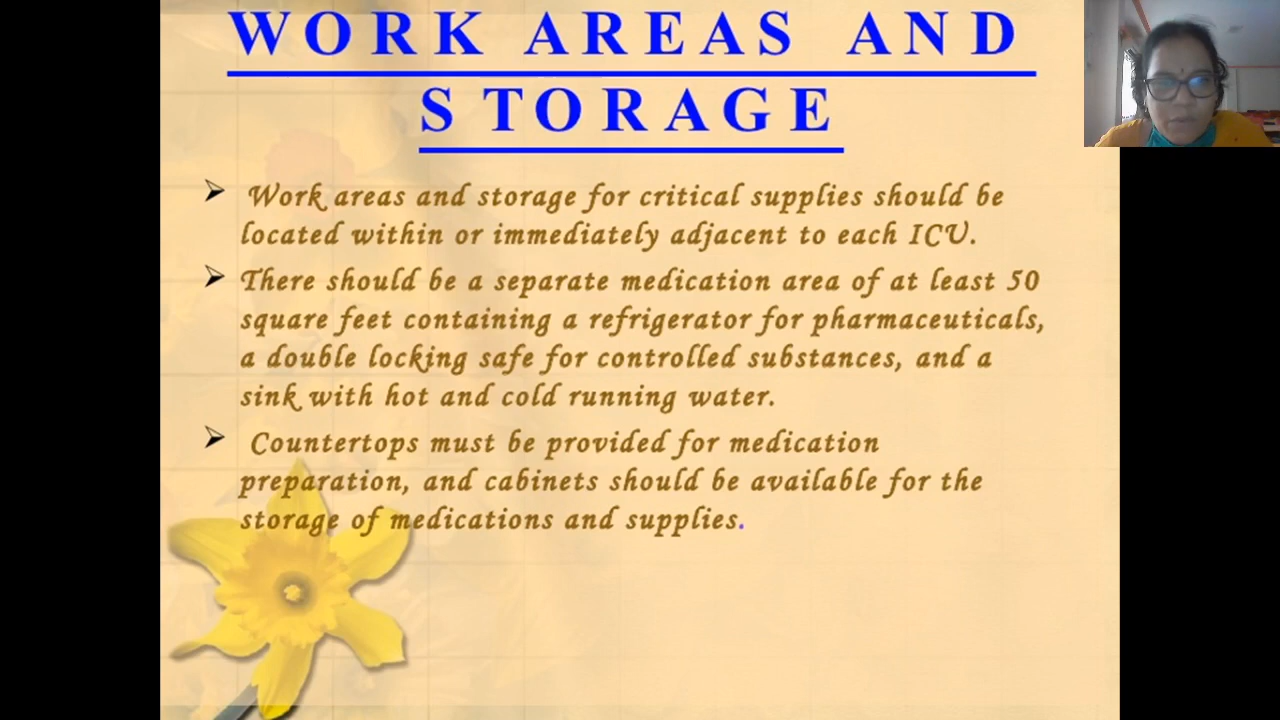 WORK AREAS AND
STORAGE
Work areas and storage for critical supplies should be
located within or immediately adjacent to each ICU.
There should be a separate medication area of at least 50
square feet containing a refrigerator for pharmaceuticals,
a double locking safe for controlled substances, and a
sink with hot and cold running water.
Countertops must be provided for medication
preparation, and cabinets should be available for the
storage of medications and supplies.